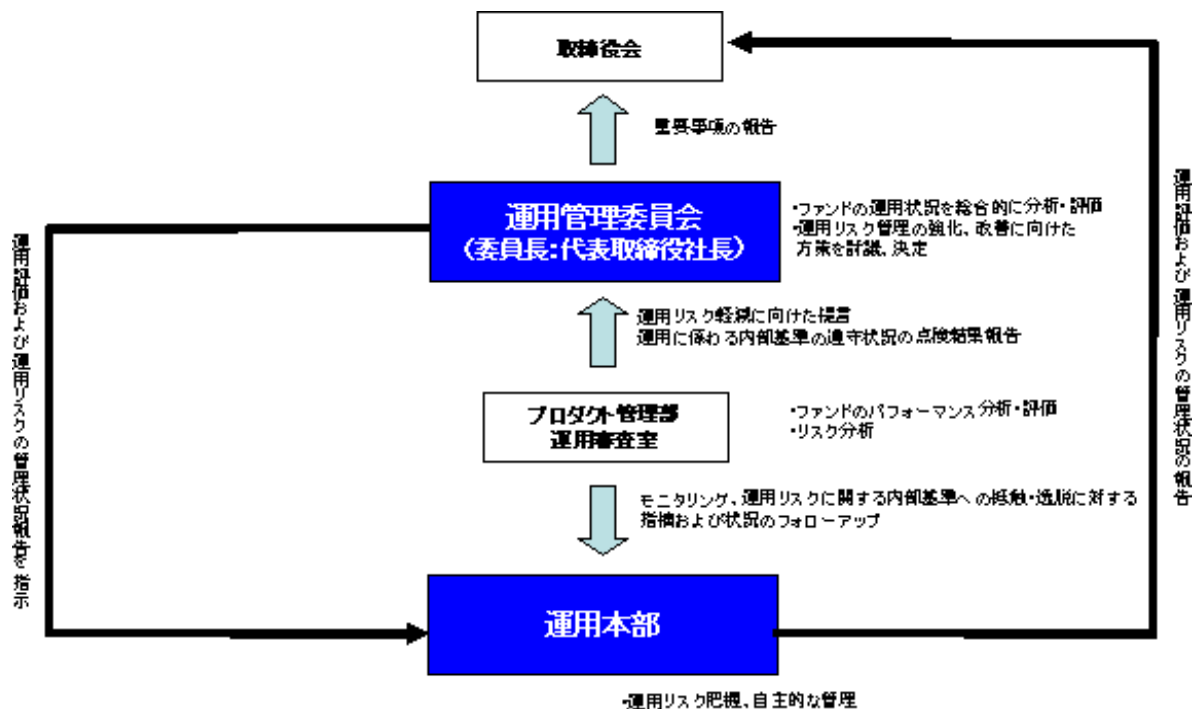 取締役会
重要事項の報告
運用管理委員会
(委員長:代表取締役社長)
・ファンドの運用状況を総合的に分析・評価
・運用リスク管理の強化、改善に向けた
方策を討議、決定
運用リスク軽減に向けた提言
運用に係わる内部基準の遵守状況の点検結果報告
プロダクト管理部
運用審査室
・ファンドのパフォーマンス分析・評価
・リスク分析
モニタリング、運用リスクに関する内部基準への抵触・逸脱に対する
指摘および状況のフォローアップ
運用本部
・運用リスク把握、自主的な管理
運用評価および運用リスクの管理状況報告を指示
運用評価および運用リスクの管理状況の報告